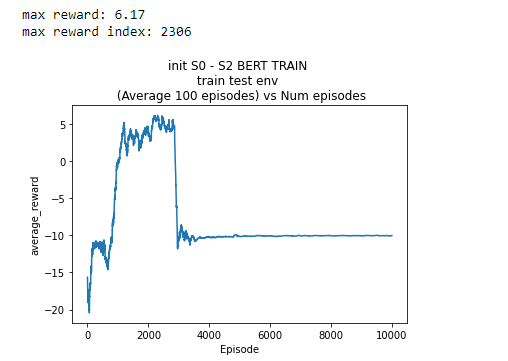 max reward: 6.17
max reward index: 2306
init S0 - S2 BERT TRAIN
train test env
(Average 100 episodes) vs Num episodes
5
0
−5
−10
−15
−20
average_reward
0 2000 4000 6000 8000 10000
Episode